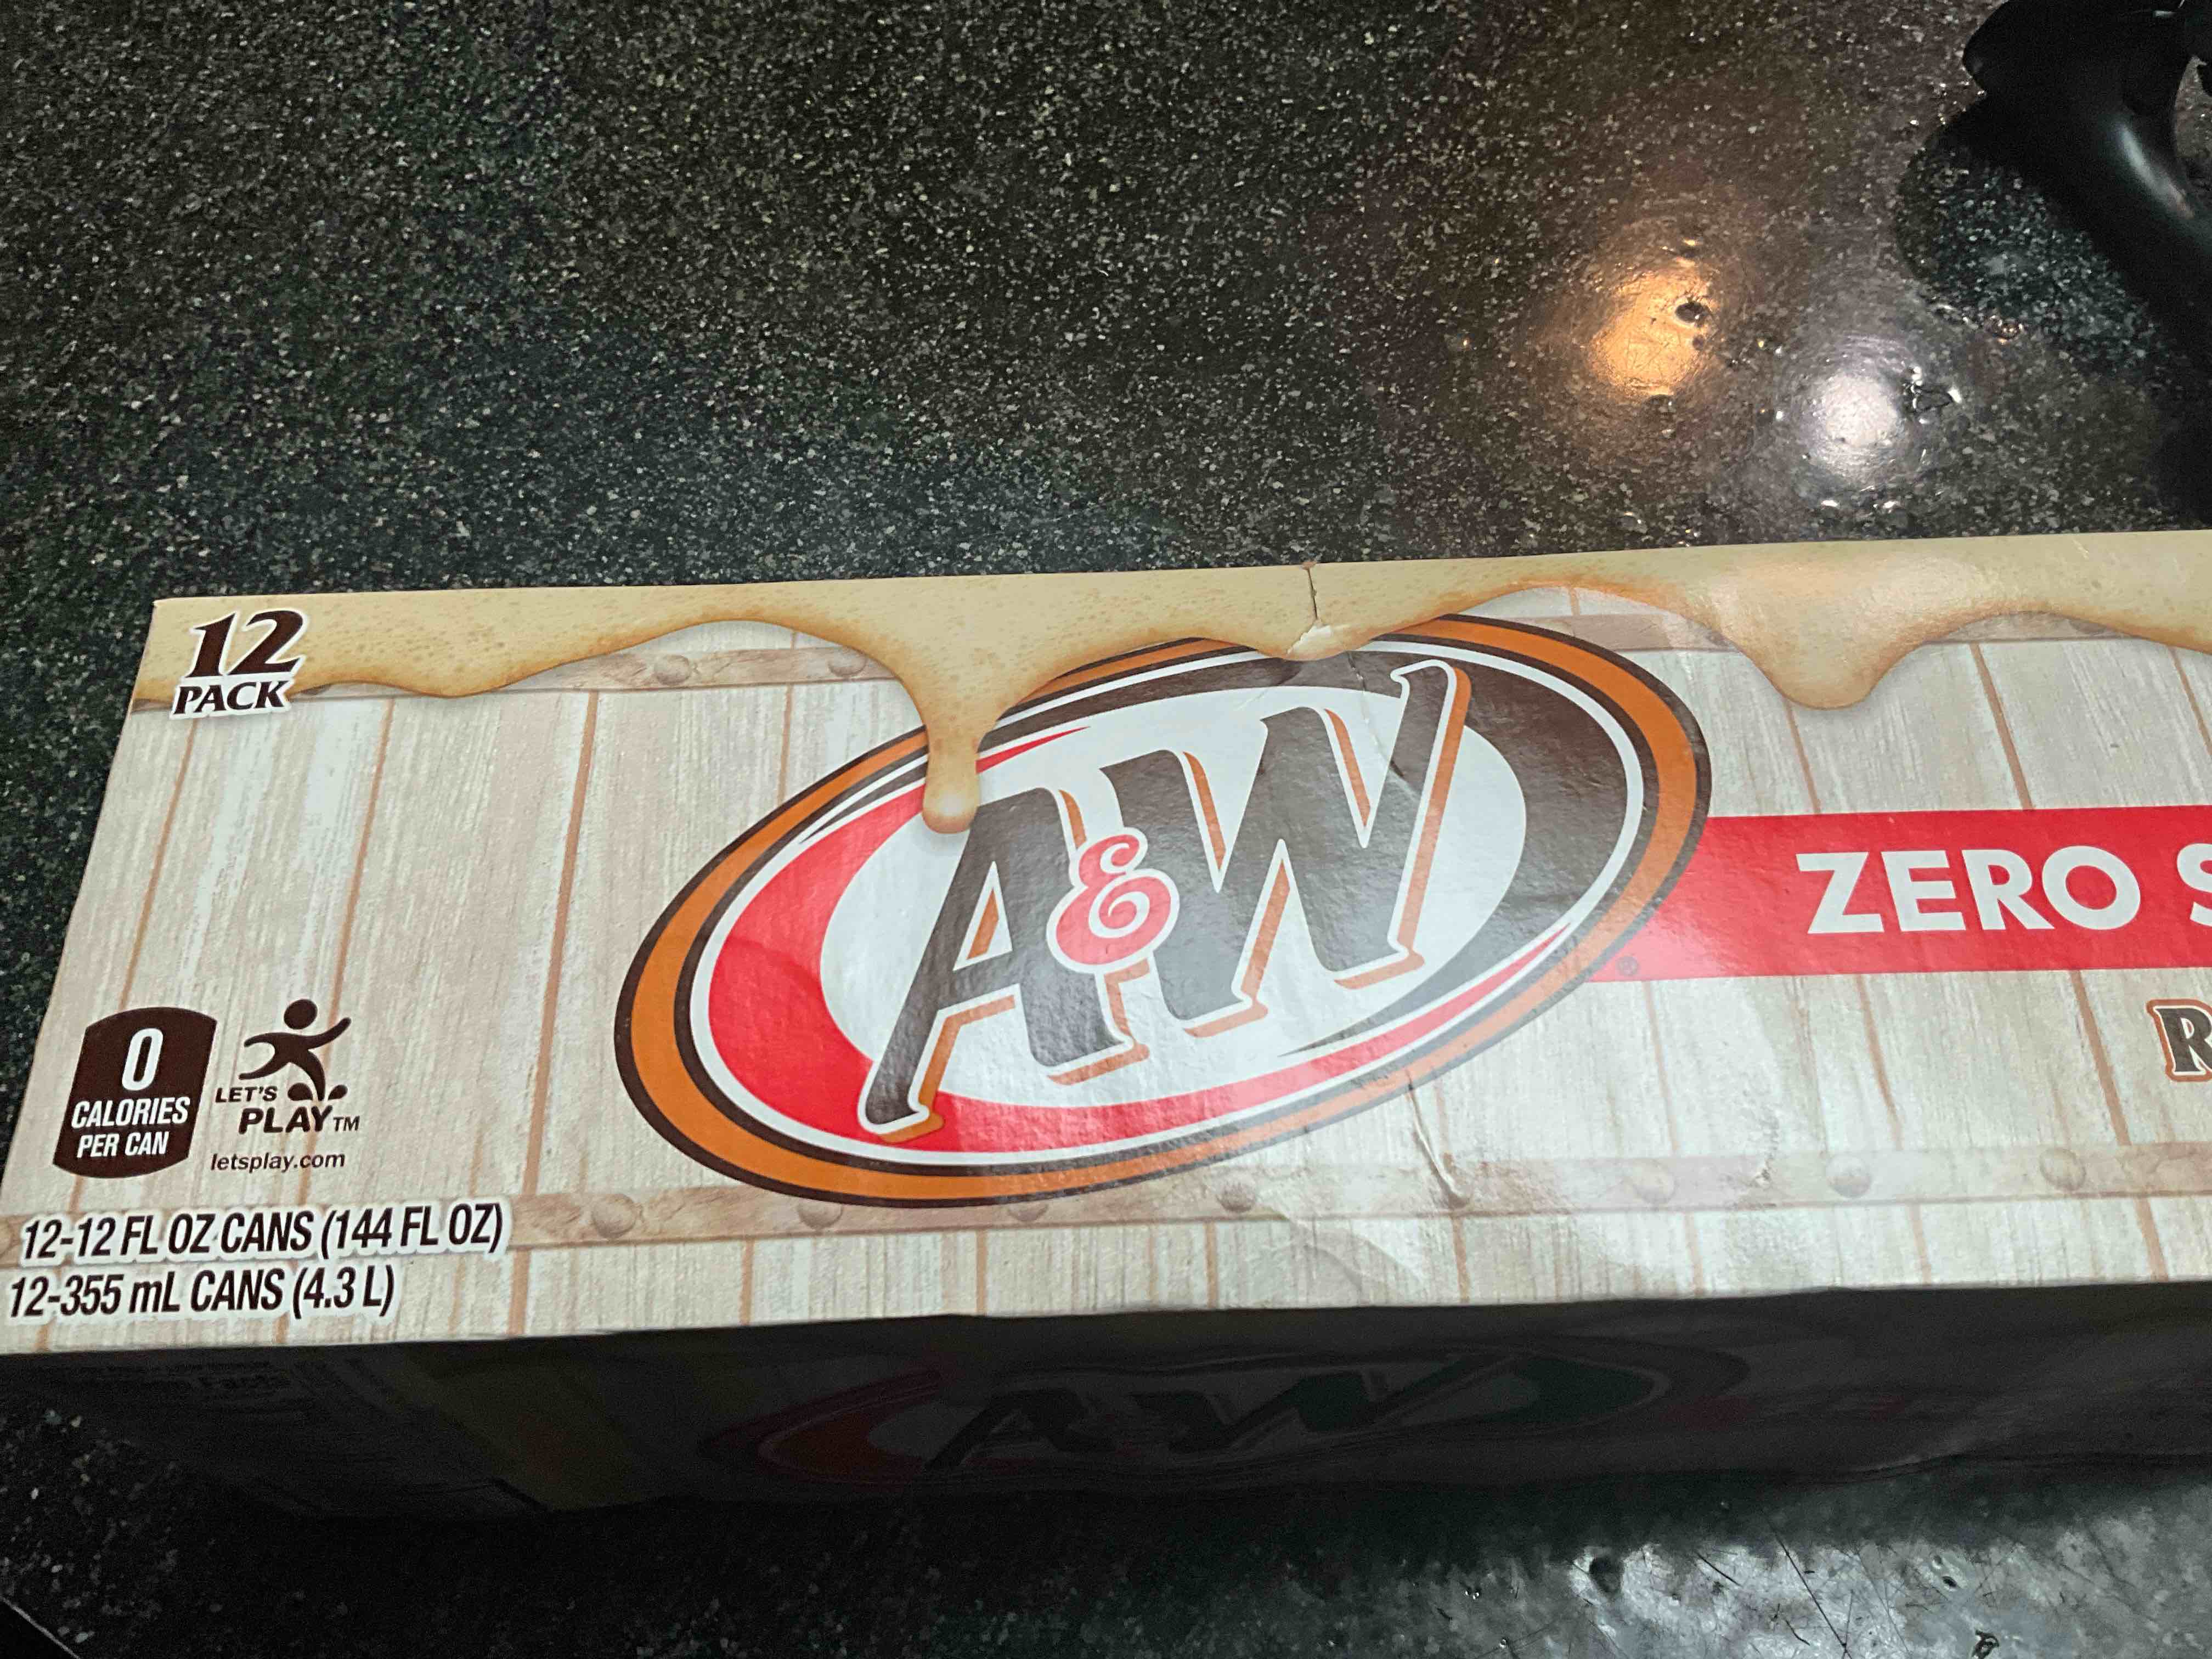 12
PACK
A&W
ZERO S
R
0
CALORIES
PER CAN
LET'S
PLAY™
letsplay.com
12-12 FL OZ CANS (144 FL OZ)
12-355 mL CANS (4.3 L)
A&W